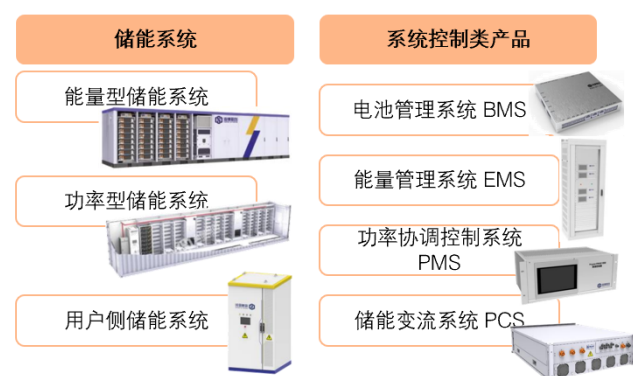 储能系统
能量型储能系统
功率型储能系统
用户侧储能系统
系统控制类产品
电池管理系统 BMS
能量管理系统 EMS
功率协调控制系统
PMS
储能变流系统 PCS